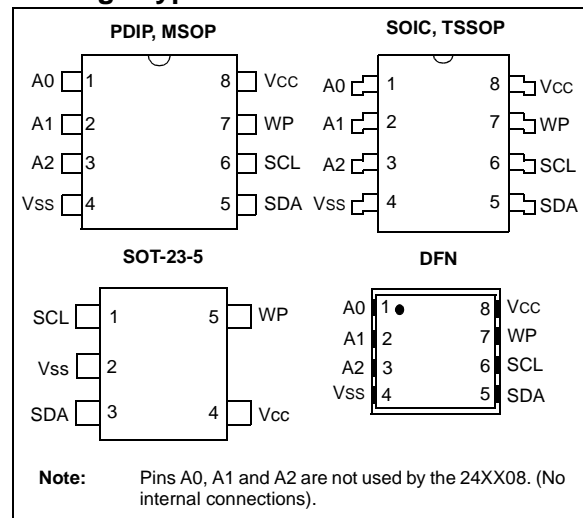 PDIP, MSOP
A0 1 8 VCC
A1 2 7 WP
A2 3 6 SCL
VSS 4 5 SDA
SOIC, TSSOP
A0 1 8 VCC
A1 2 7 WP
A2 3 6 SCL
VSS 4 5 SDA
SOT-23-5
SCL 1 5 WP
Vss 2
SDA 3 4 Vcc
DFN
A0 1 8 VCC
A1 2 7 WP
A2 3 6 SCL
VSS 4 5 SDA
Note: Pins A0, A1 and A2 are not used by the 24XX08. (No
internal connections).